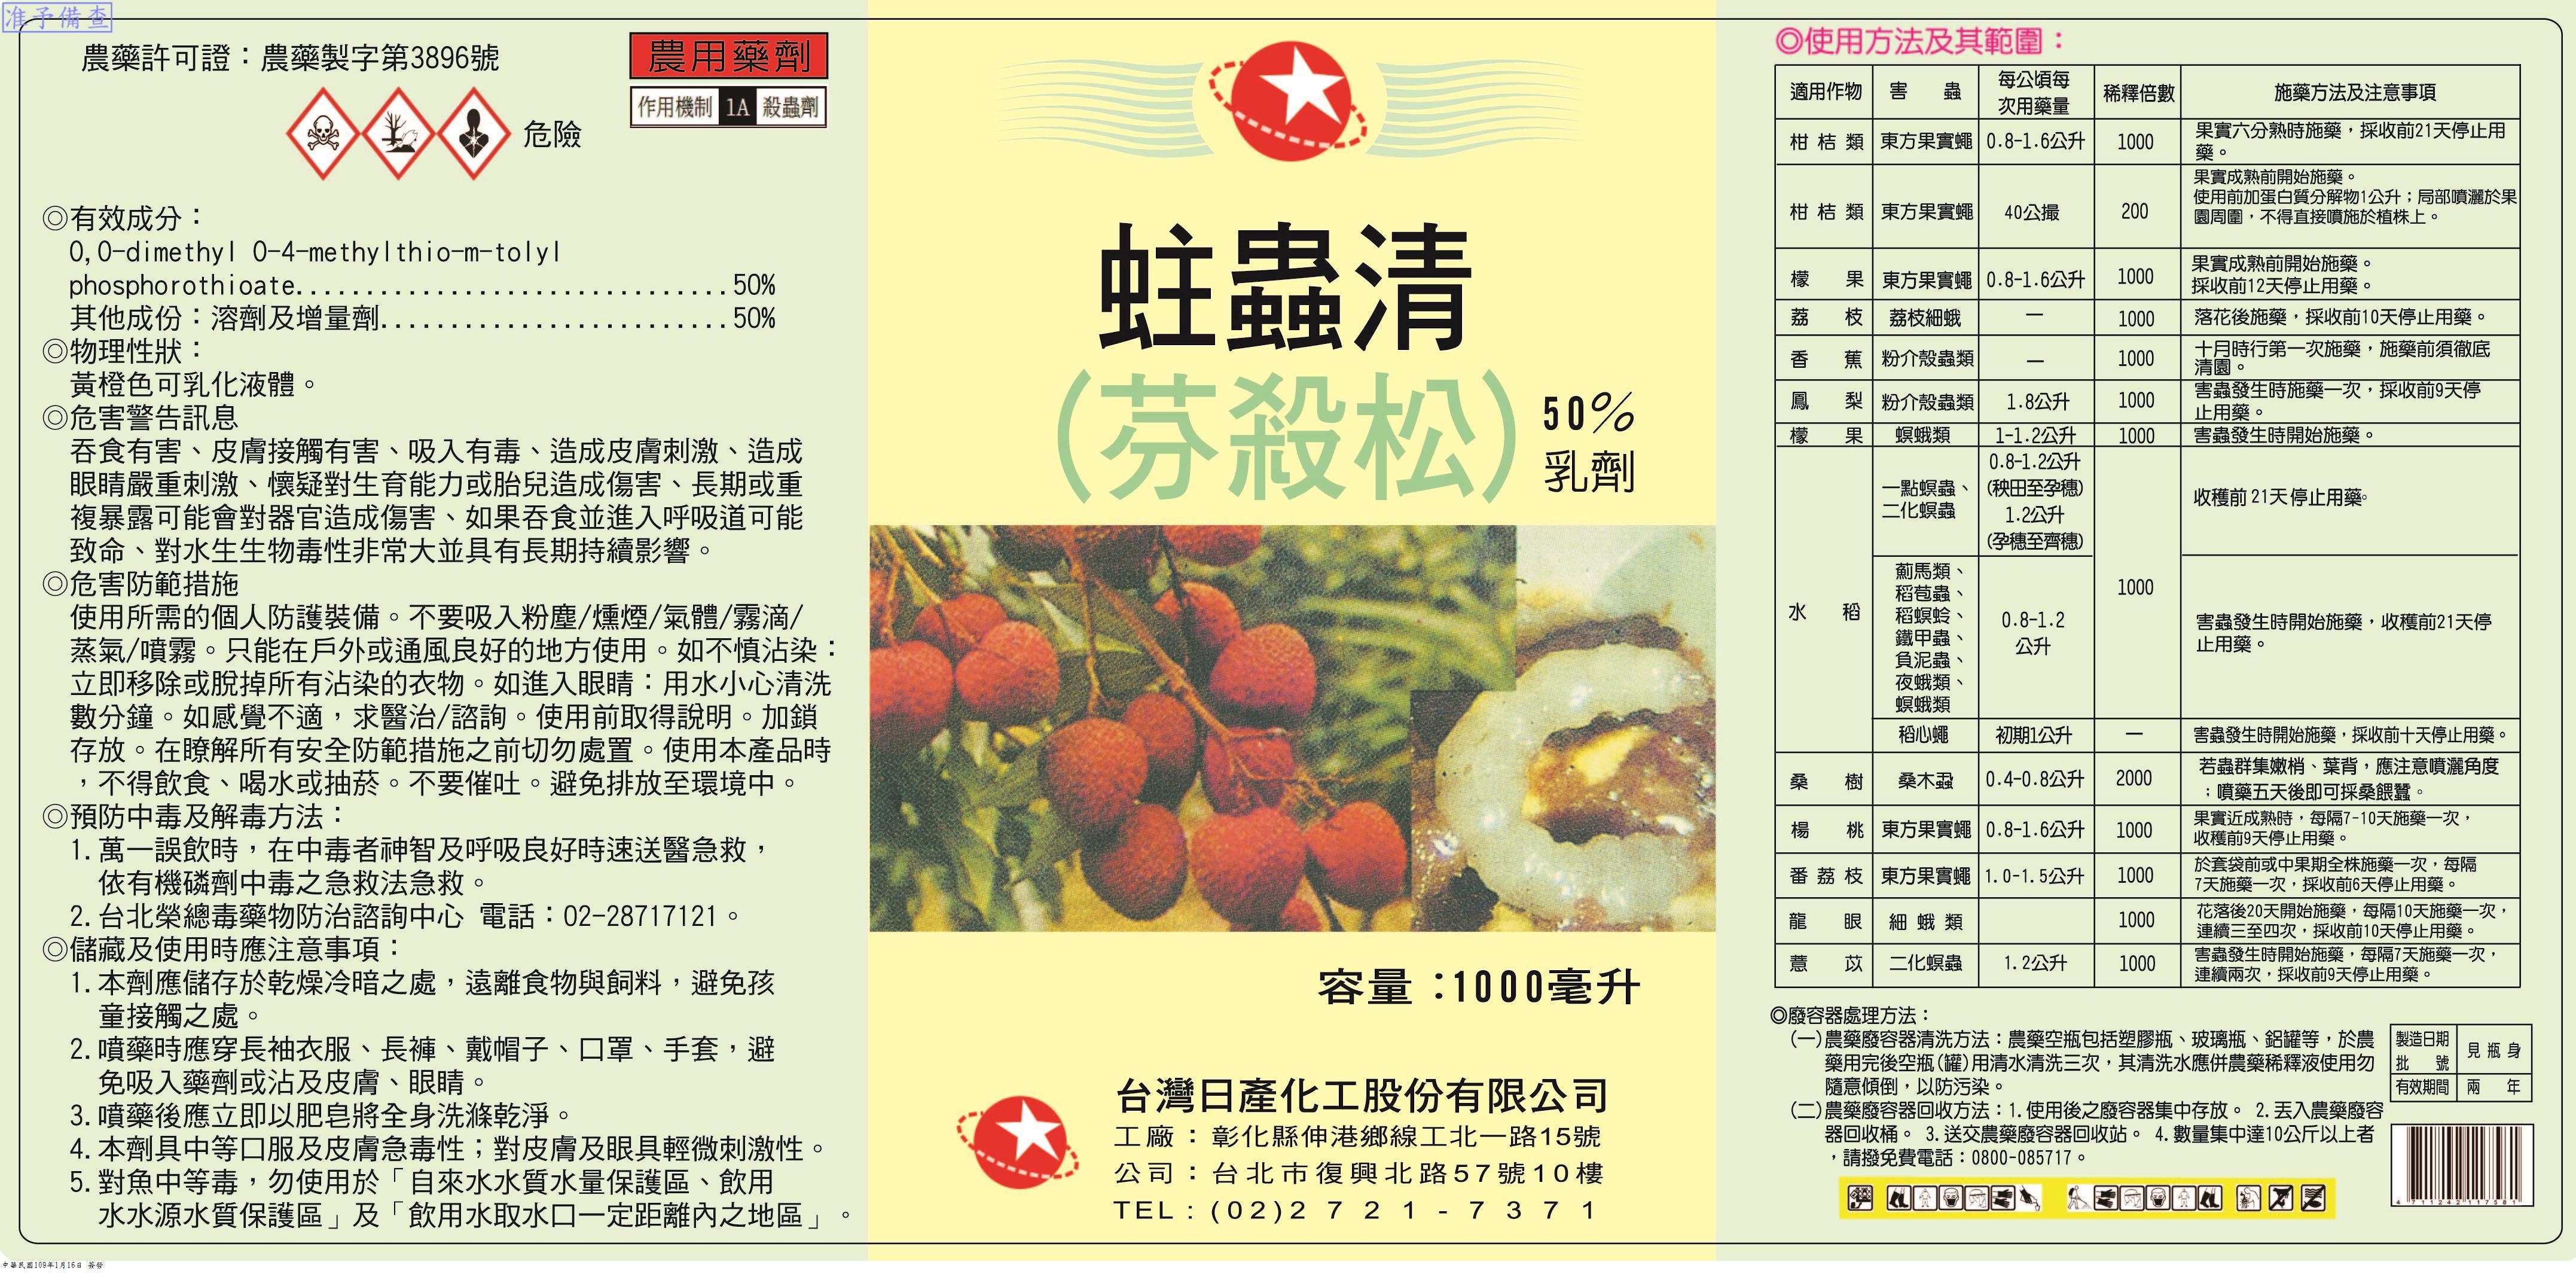 准予備查
農藥許可證：農藥製字第3896號
農用藥劑
作用機制 1A 殺蟲劑
危險
◎有效成分：
O,O-dimethyl O-4-methylthio-m-tolyl
phosphorothioate...............................50%
其他成份：溶劑及增量劑.........................50%
◎物理性狀：
黃橙色可乳化液體。
◎危害警告訊息
吞食有害、皮膚接觸有害、吸入有毒、造成皮膚刺激、造成
眼睛嚴重刺激、懷疑對生育能力或胎兒造成傷害、長期或重
複暴露可能會對器官造成傷害、如果吞食並進入呼吸道可能
致命、對水生生物毒性非常大並具有長期持續影響。
◎危害防範措施
使用所需的個人防護裝備。不要吸入粉塵/燻煙/氣體/霧滴/
蒸氣/噴霧。只能在戶外或通風良好的地方使用。如不慎沾染：
立即移除或脫掉所有沾染的衣物。如進入眼睛：用水小心清洗
數分鐘。如感覺不適，求醫治/諮詢。使用前取得說明。加鎖
存放。在瞭解所有安全防範措施之前切勿處置。使用本產品時
，不得飲食、喝水或抽菸。不要催吐。避免排放至環境中。
◎預防中毒及解毒方法：
1.萬一誤飲時，在中毒者神智及呼吸良好時速送醫急救，
依有機磷劑中毒之急救法急救。
2.台北榮總毒藥物防治諮詢中心 電話：02-28717121。
◎儲藏及使用時應注意事項：
1.本劑應儲存於乾燥冷暗之處，遠離食物與飼料，避免孩
童接觸之處。
2.噴藥時應穿長袖衣服、長褲、戴帽子、口罩、手套，避
免吸入藥劑或沾及皮膚、眼睛。
3.噴藥後應立即以肥皂將全身洗滌乾淨。
4.本劑具中等口服及皮膚急毒性；對皮膚及眼具輕微刺激性。
5.對魚中等毒，勿使用於「自來水水質水量保護區、飲用
水水源水質保護區」及「飲用水取水口一定距離內之地區」。
中華民國109年1月16日 簽發
蛀蟲清
(芬殺松)
50%
乳劑
容量：1000毫升
台灣日產化工股份有限公司
工廠：彰化縣伸港鄉線工北一路15號
公司：台北市復興北路57號10樓
TEL：(02)2721-7371
◎使用方法及其範圍：
適用作物 害蟲 每公頃每次用藥量 稀釋倍數 施藥方法及注意事項
柑桔類 東方果實蠅 0.8-1.6公升 1000 果實六分熟時施藥，採收前21天停止用
藥。
果實成熟前開始施藥。
柑桔類 東方果實蠅 40公撮 200 使用前加蛋白質分解物1公升；局部噴灑於果
園周圍，不得直接噴施於植株上。
檬果 東方果實蠅 0.8-1.6公升 1000 果實成熟前開始施藥。
採收前12天停止用藥。
荔枝 荔枝細蛾 — 1000 落花後施藥，採收前10天停止用藥。
香蕉 粉介殼蟲類 — 1000 十月時行第一次施藥，施藥前須徹底
清園。
鳳梨 粉介殼蟲類 1.8公升 1000 害蟲發生時施藥一次，採收前9天停
止用藥。
檬果 螟蛾類 1-1.2公升 1000 害蟲發生時開始施藥。
水稻
一點螟蟲、
二化螟蟲
0.8-1.2公升
(秧田至孕穗)
1.2公升
(孕穗至齊穗)
1000
收穫前21天停止用藥。
薊馬類、
稻苞蟲、
稻螟蛉、
鐵甲蟲、
負泥蟲、
夜蛾類、
螟蛾類
0.8-1.2
公升
害蟲發生時開始施藥，收穫前21天停
止用藥。
稻心蠅 初期1公升 — 害蟲發生時開始施藥，採收前十天停止用藥。
桑樹 桑木蝨 0.4-0.8公升 2000 若蟲群集嫩梢、葉背，應注意噴灑角度
；噴藥五天後即可採桑餵蠶。
楊桃 東方果實蠅 0.8-1.6公升 1000 果實近成熟時，每隔7-10天施藥一次，
收穫前9天停止用藥。
番荔枝 東方果實蠅 1.0-1.5公升 1000 於套袋前或中果期全株施藥一次，每隔
7天施藥一次，採收前6天停止用藥。
龍眼 細蛾類 1000 花落後20天開始施藥，每隔10天施藥一次，
連續三至四次，採收前10天停止用藥。
薏苡 二化螟蟲 1.2公升 1000 害蟲發生時開始施藥，每隔7天施藥一次，
連續兩次，採收前9天停止用藥。
◎廢容器處理方法：
(一)農藥廢容器清洗方法：農藥空瓶包括塑膠瓶、玻璃瓶、鋁罐等，於農
藥用完後空瓶(罐)用清水清洗三次，其清洗水應併農藥稀釋液使用勿
隨意傾倒，以防污染。
(二)農藥廢容器回收方法：1.使用後之廢容器集中存放。 2.丟入農藥廢容
器回收桶。 3.送交農藥廢容器回收站。 4.數量集中達10公斤以上者
，請撥免費電話：0800-085717。
製造日期
批號
見瓶身
有效期間 兩年